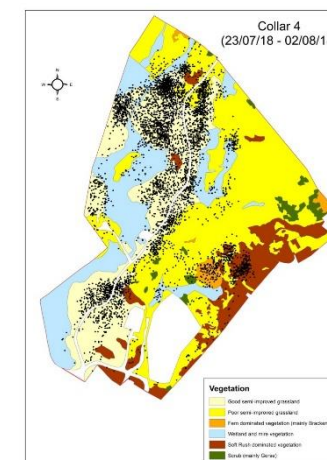 Collar 4
(23/07/18 - 02/08/1
N
W E
S
Vegetation
Good semi-improved grassland
Poor semi-improved grassland
Fern dominated vegetation (mainly Bracken
Wetland and mire vegetation
Soft Rush dominated vegetation
Scrub (mainly Gorse)